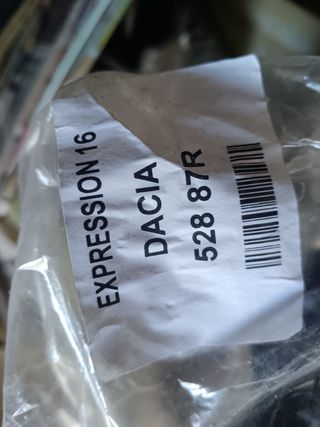 EXPRESSION 16
DACIA
528 87R